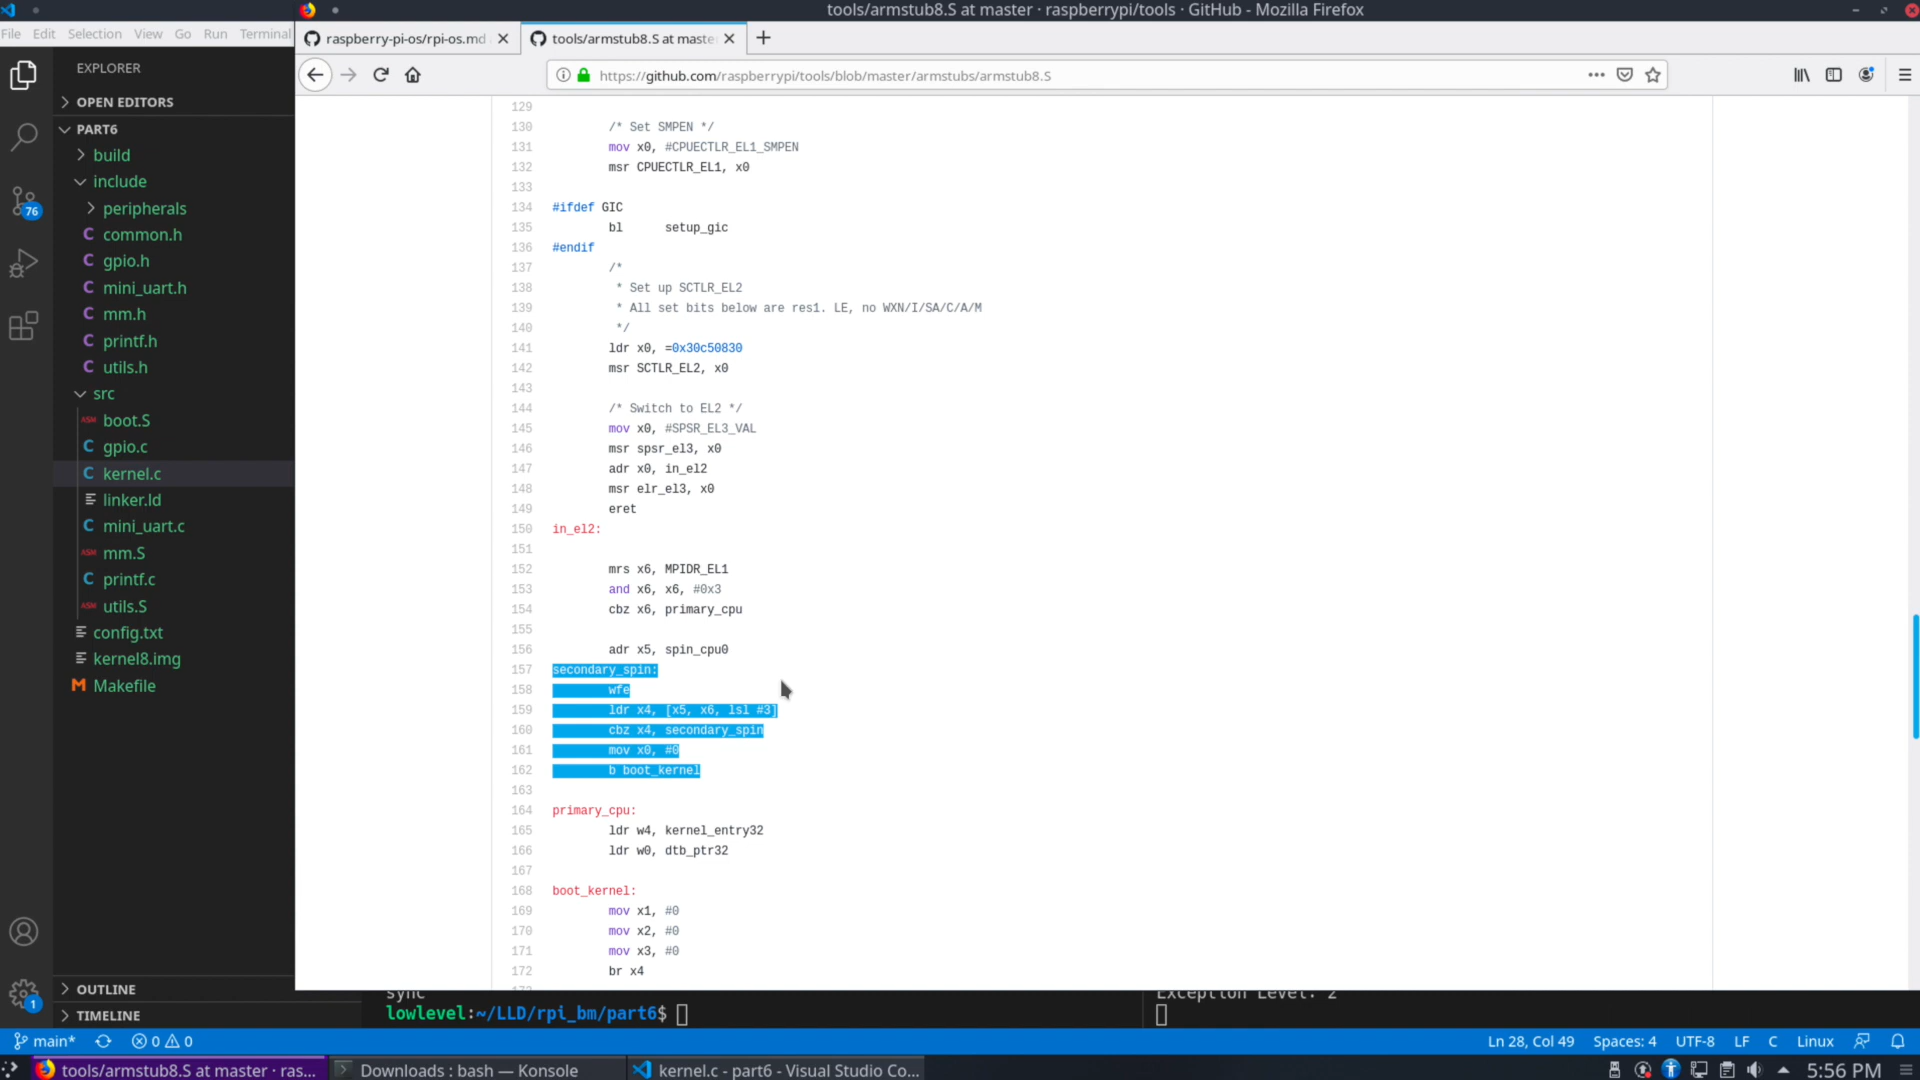 tools/armstub8.S at master · raspberrypi/tools · GitHub - Mozilla Firefox
File Edit Selection View Go Run Terminal
raspberry-pi-os/rpi-os.md
tools/armstub8.S at maste
https://github.com/raspberrypi/tools/blob/master/armstubs/armstub8.S
EXPLORER
OPEN EDITORS
PART6
build
include
peripherals
common.h
gpio.h
mini_uart.h
mm.h
printf.h
utils.h
src
boot.S
gpio.c
kernel.c
linker.ld
mini_uart.c
mm.S
printf.c
utils.S
config.txt
kernel8.img
Makefile
OUTLINE
TIMELINE
76
1
129
130 /* Set SMPEN */
131 mov x0, #CPUECTLR_EL1_SMPEN
132 msr CPUECTLR_EL1, x0
133
134 #ifdef GIC
135 bl setup_gic
136 #endif
137 /*
138 * Set up SCTLR_EL2
139 * All set bits below are res1. LE, no WXN/I/SA/C/A/M
140 */
141 ldr x0, =0x30c50830
142 msr SCTLR_EL2, x0
143
144 /* Switch to EL2 */
145 mov x0, #SPSR_EL3_VAL
146 msr spsr_el3, x0
147 adr x0, in_el2
148 msr elr_el3, x0
149 eret
150 in_el2:
151
152 mrs x6, MPIDR_EL1
153 and x6, x6, #0x3
154 cbz x6, primary_cpu
155
156 adr x5, spin_cpu0
157 secondary_spin:
158 wfe
159 ldr x4, [x5, x6, lsl #3]
160 cbz x4, secondary_spin
161 mov x0, #0
162 b boot_kernel
163
164 primary_cpu:
165 ldr w4, kernel_entry32
166 ldr w0, dtb_ptr32
167
168 boot_kernel:
169 mov x1, #0
170 mov x2, #0
171 mov x3, #0
172 br x4
sync
lowlevel:~/LLD/rpi_bm/part6$
Exception Level: 2
main* 0 0 Ln 28, Col 49 Spaces: 4 UTF-8 LF C Linux
tools/armstub8.S at master · ras... Downloads : bash — Konsole kernel.c - part6 - Visual Studio Co... 5:56 PM